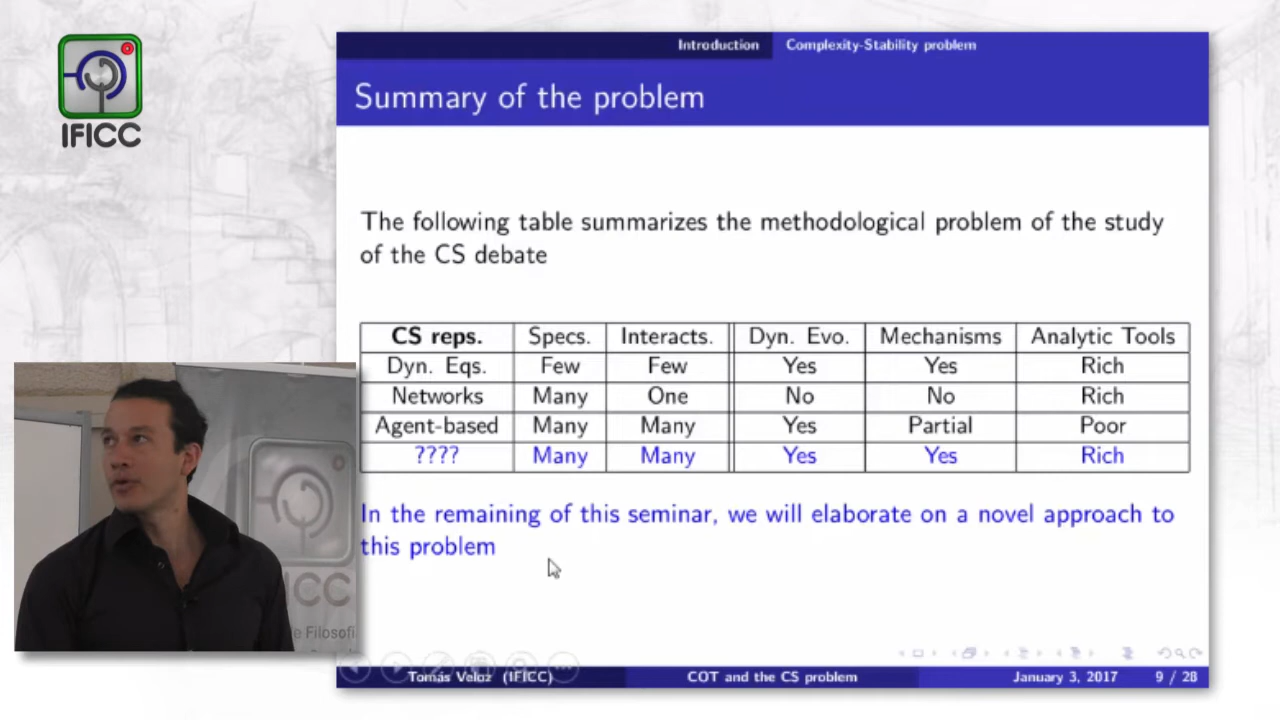 IFICC
Introduction Complexity-Stability problem
Summary of the problem
The following table summarizes the methodological problem of the study
of the CS debate
CS reps. Specs. Interacts. Dyn. Evo. Mechanisms Analytic Tools
Dyn. Eqs. Few Few Yes Yes Rich
Networks Many One No No Rich
Agent-based Many Many Yes Partial Poor
???? Many Many Yes Yes Rich
In the remaining of this seminar, we will elaborate on a novel approach to
this problem
ICC
e Filosofi
Tomas Veloz (IFICC) COT and the CS problem January 3, 2017 9 / 28